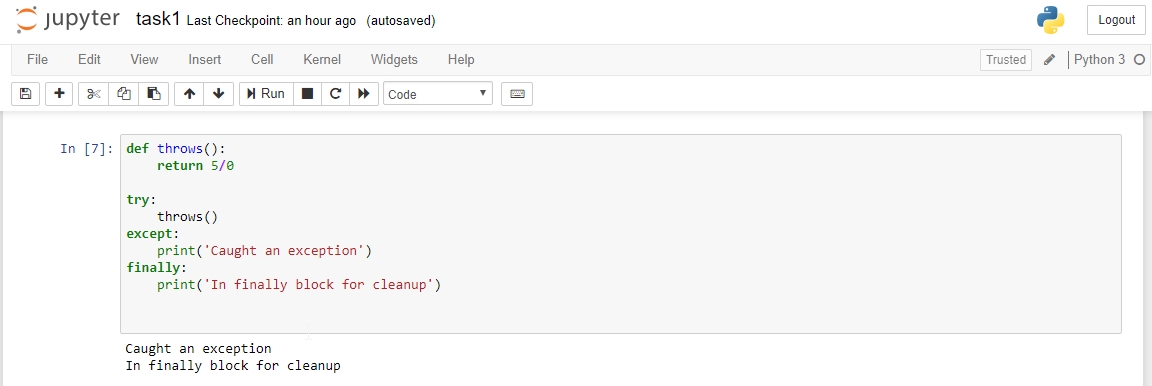 jupyter task1 Last Checkpoint: an hour ago (autosaved)
Logout
File Edit View Insert Cell Kernel Widgets Help
Trusted Python 3
Run Code
In [7]: def throws():
    return 5/0
try:
    throws()
except:
    print('Caught an exception')
finally:
    print('In finally block for cleanup')
Caught an exception
In finally block for cleanup